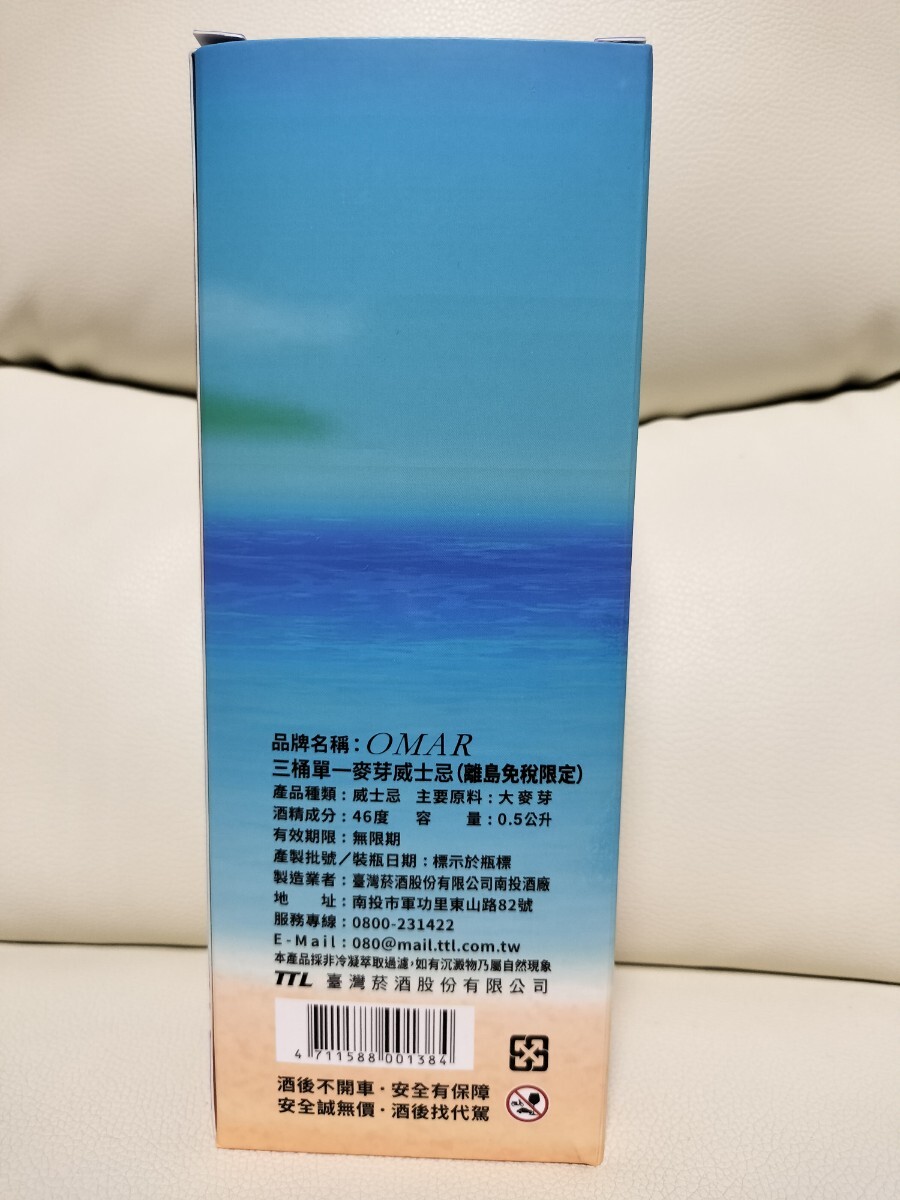 品牌名稱：OMAR
三桶單一麥芽威士忌(離島免稅限定)
產品種類：威士忌 主要原料：大麥芽
酒精成分：46度 容量：0.5公升
有效期限：無限期
產製批號／裝瓶日期：標示於瓶標
製造業者：臺灣菸酒股份有限公司南投酒廠
地址：南投市軍功里東山路82號
服務專線：0800-231422
E-Mail：080@mail.ttl.com.tw
本產品採非冷凝萃取過濾，如有沉澱物乃屬自然現象
TTL 臺灣菸酒股份有限公司
4 711588 001384
酒後不開車·安全有保障
安全誠無價·酒後找代駕